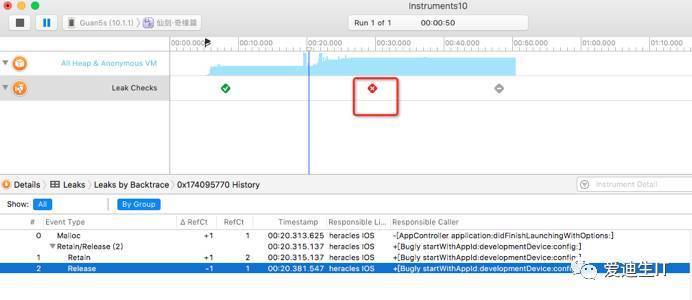 Instruments10
Guan5s (10.1.1) 仙剑·奇缘篇
Run 1 of 1 00:00:50
00:00.000 00:10.000 00:20.000 00:30.000 00:40.000 00:50.000 01:00.000 01:10.000
All Heap & Anonymous VM
Leak Checks
Details Leaks Leaks by Backtrace 0x174095770 History
Instrument Detail
Show: All By Group
# Event Type Δ RefCt RefCt Timestamp Responsible Li... Responsible Caller
0 Malloc +1 1 00:20.313.625 heracles IOS -[AppController application:didFinishLaunchingWithOptions:]
Retain/Release (2) 00:20.315.137 heracles IOS +[Bugly startWithAppId:developmentDevice:config:]
1 Retain +1 2 00:20.315.137 heracles IOS +[Bugly startWithAppId:developmentDevice:config:]
2 Release -1 1 00:20.381.547 heracles IOS +[Bugly startWithAppId:developmentDevice:config:]
爱迪生IT